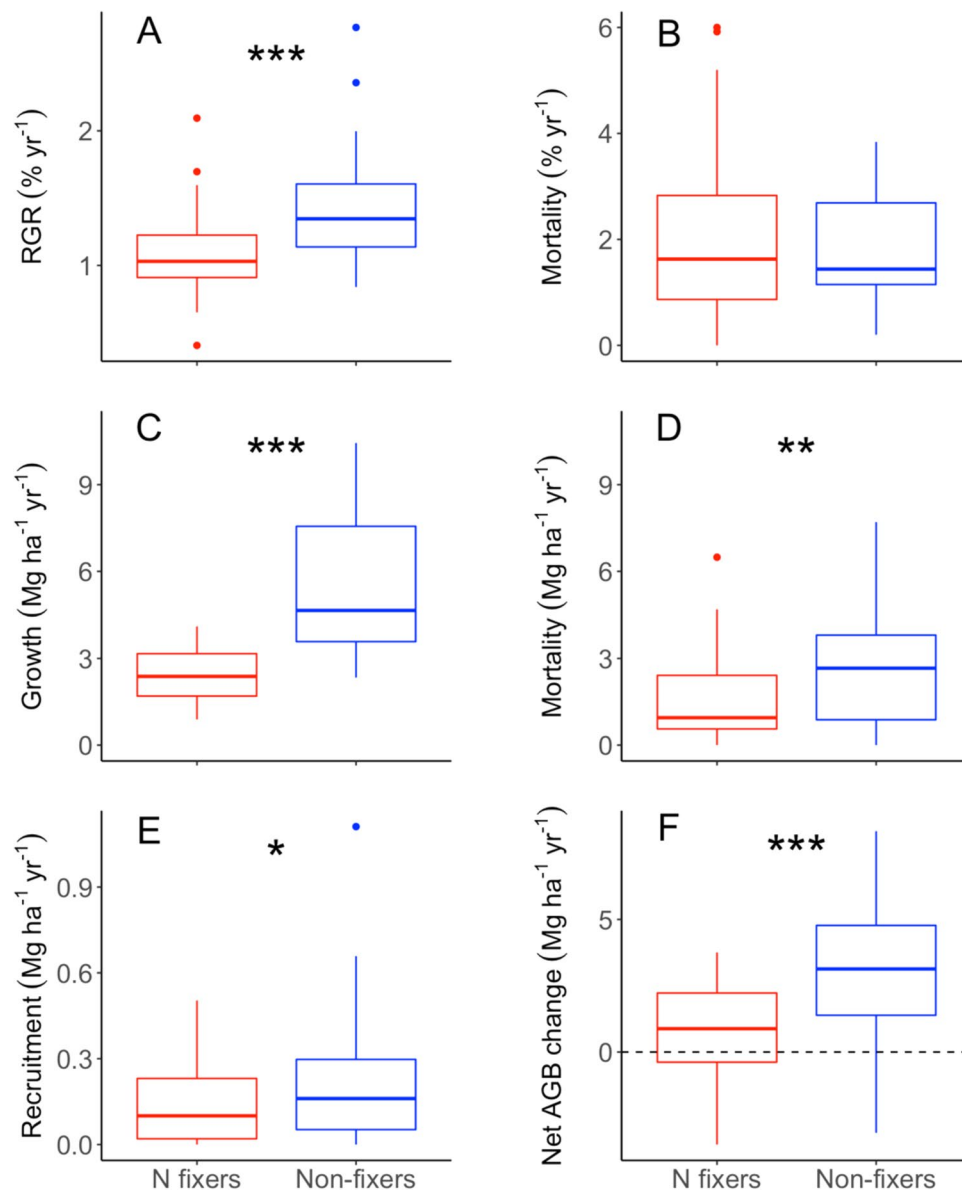 A
***
RGR (% yr⁻¹)
2
1
B
Mortality (% yr⁻¹)
6
4
2
0
C
***
Growth (Mg ha⁻¹ yr⁻¹)
9
6
3
0
D
**
Mortality (Mg ha⁻¹ yr⁻¹)
9
6
3
0
E
*
Recruitment (Mg ha⁻¹ yr⁻¹)
0.9
0.6
0.3
0.0
N fixers
Non-fixers
F
***
Net AGB change (Mg ha⁻¹ yr⁻¹)
5
0
N fixers
Non-fixers